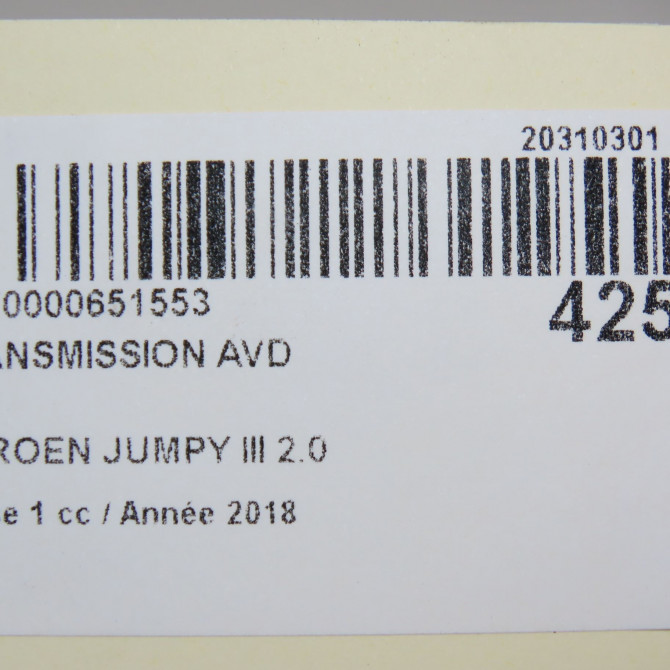 20310301
0000651553
425
ANSMISSION AVD
ROEN JUMPY III 2.0
e 1 cc / Année 2018